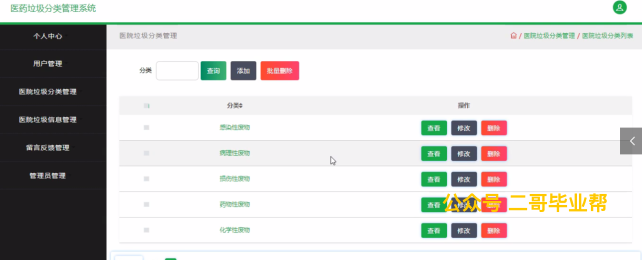 医药垃圾分类管理系统
个人中心
用户管理
医院垃圾分类管理
医院垃圾信息管理
留言反馈管理
管理员管理
医院垃圾分类管理
/ 医院垃圾分类管理 / 医院垃圾分类列表
分类 查询 添加 批量删除
分类 操作
感染性废物 查看 修改 删除
病理性废物 查看 修改 删除
损伤性废物 查看 修改 删除
药物性废物 查看 修改 删除
公众号 二哥毕业帮
化学性废物 查看 修改 删除